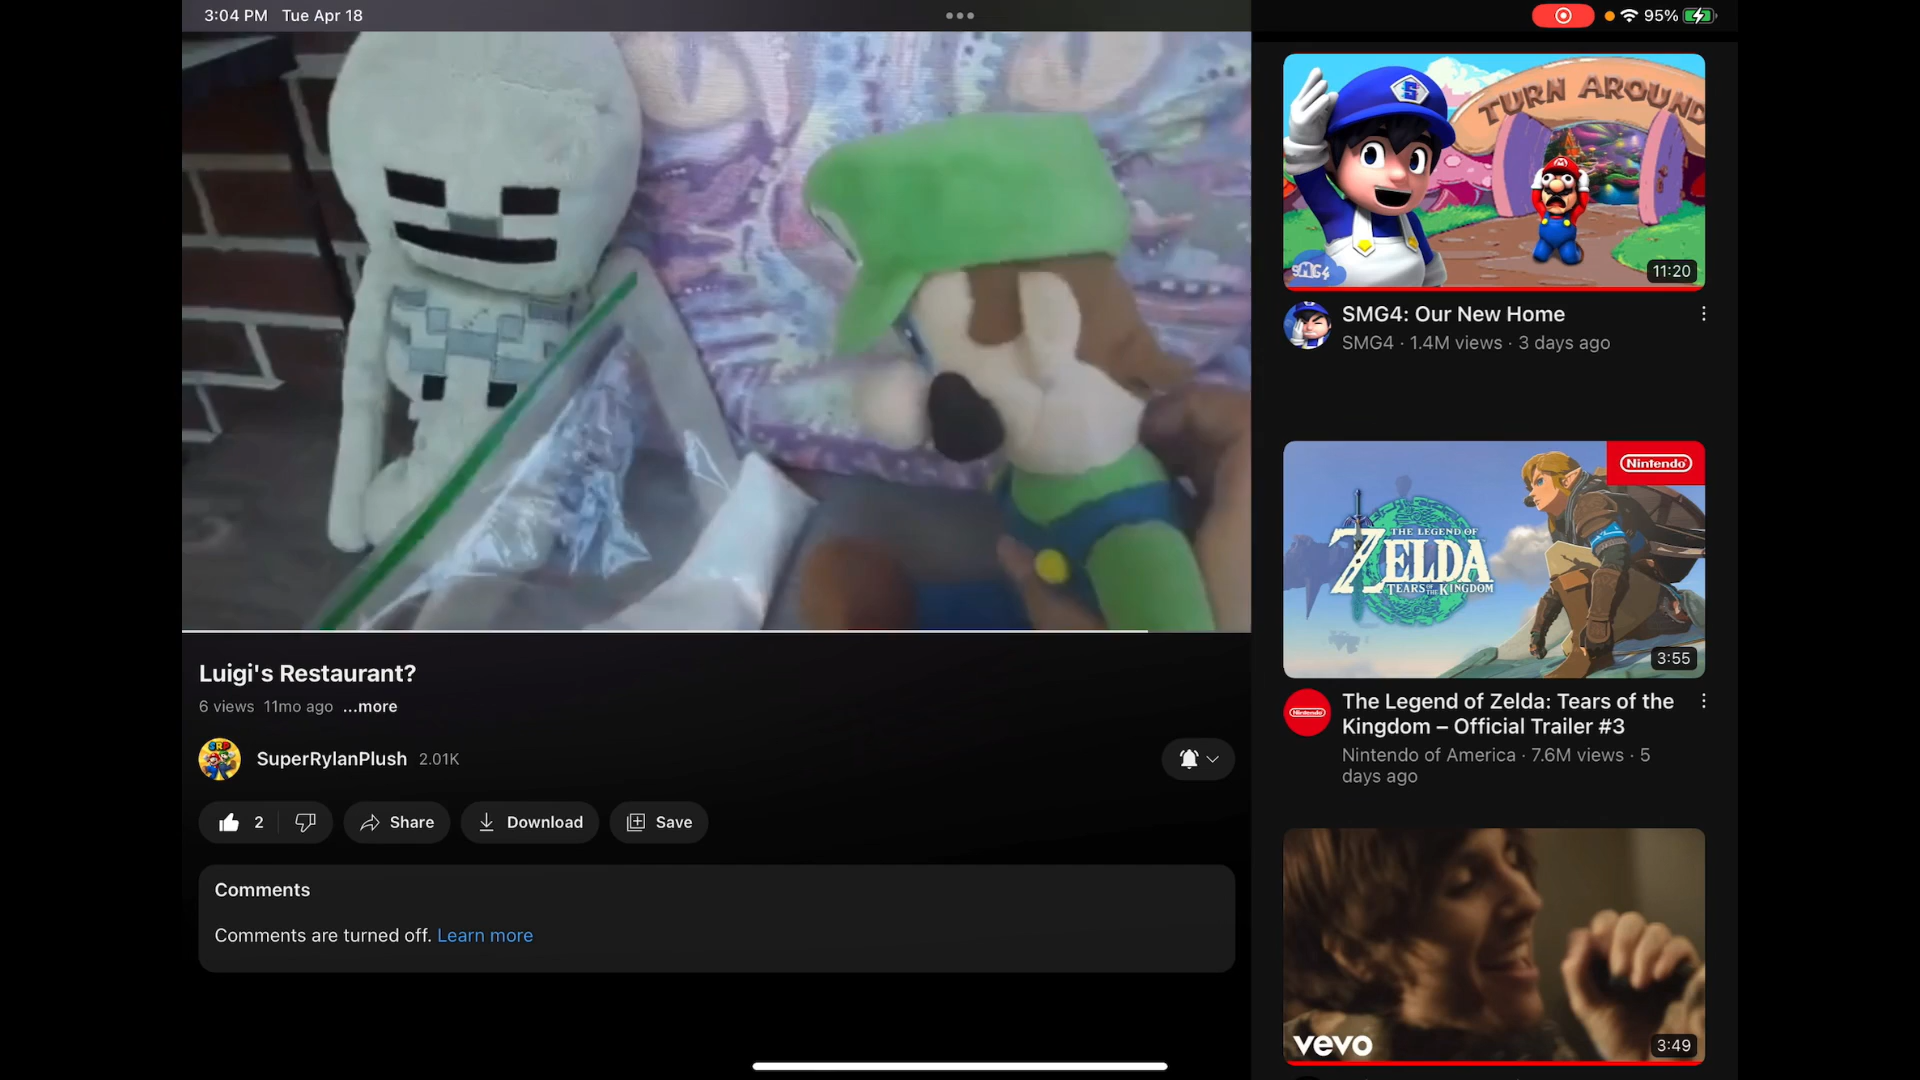 3:04 PM Tue Apr 18
95%
TURN AROUND
S
SMG4
11:20
SMG4: Our New Home
SMG4 · 1.4M views · 3 days ago
Nintendo
THE LEGEND OF
ZELDA
TEARS OF THE KINGDOM
3:55
Nintendo
The Legend of Zelda: Tears of the
Kingdom – Official Trailer #3
Nintendo of America · 7.6M views · 5
days ago
vevo
3:49
Luigi's Restaurant?
6 views 11mo ago ...more
SRP
SuperRylanPlush 2.01K
2
Share
Download
Save
Comments
Comments are turned off. Learn more